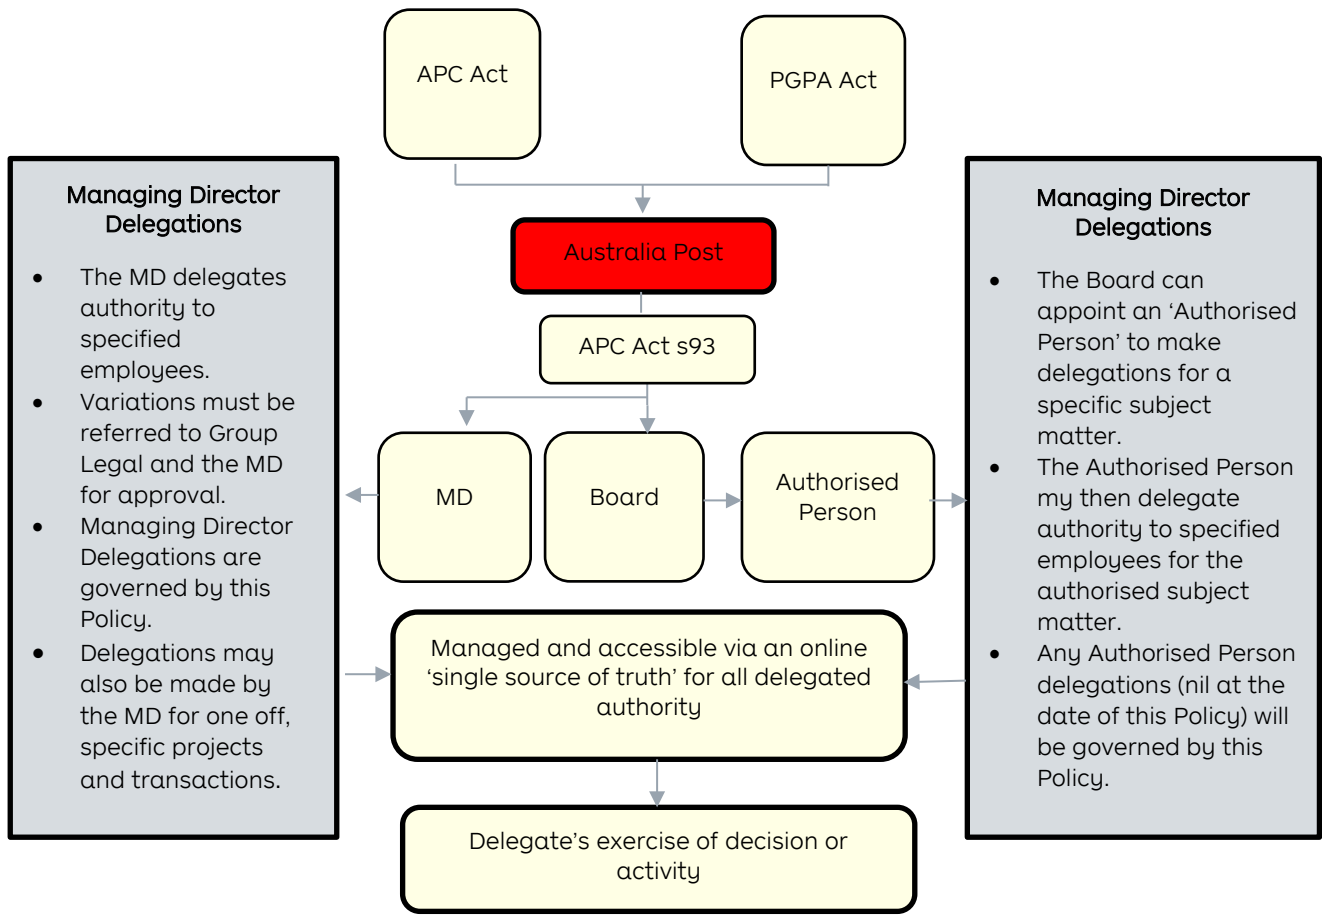 APC Act
PGPA Act
Managing Director
Delegations
• The MD delegates
authority to
specified
employees.
• Variations must be
referred to Group
Legal and the MD
for approval.
• Managing Director
Delegations are
governed by this
Policy.
• Delegations may
also be made by
the MD for one off,
specific projects
and transactions.
Australia Post
APC Act s93
MD
Board
Authorised
Person
Managed and accessible via an online
‘single source of truth’ for all delegated
authority
Delegate’s exercise of decision or
activity
Managing Director
Delegations
• The Board can
appoint an ‘Authorised
Person’ to make
delegations for a
specific subject
matter.
• The Authorised Person
my then delegate
authority to specified
employees for the
authorised subject
matter.
• Any Authorised Person
delegations (nil at the
date of this Policy) will
be governed by this
Policy.